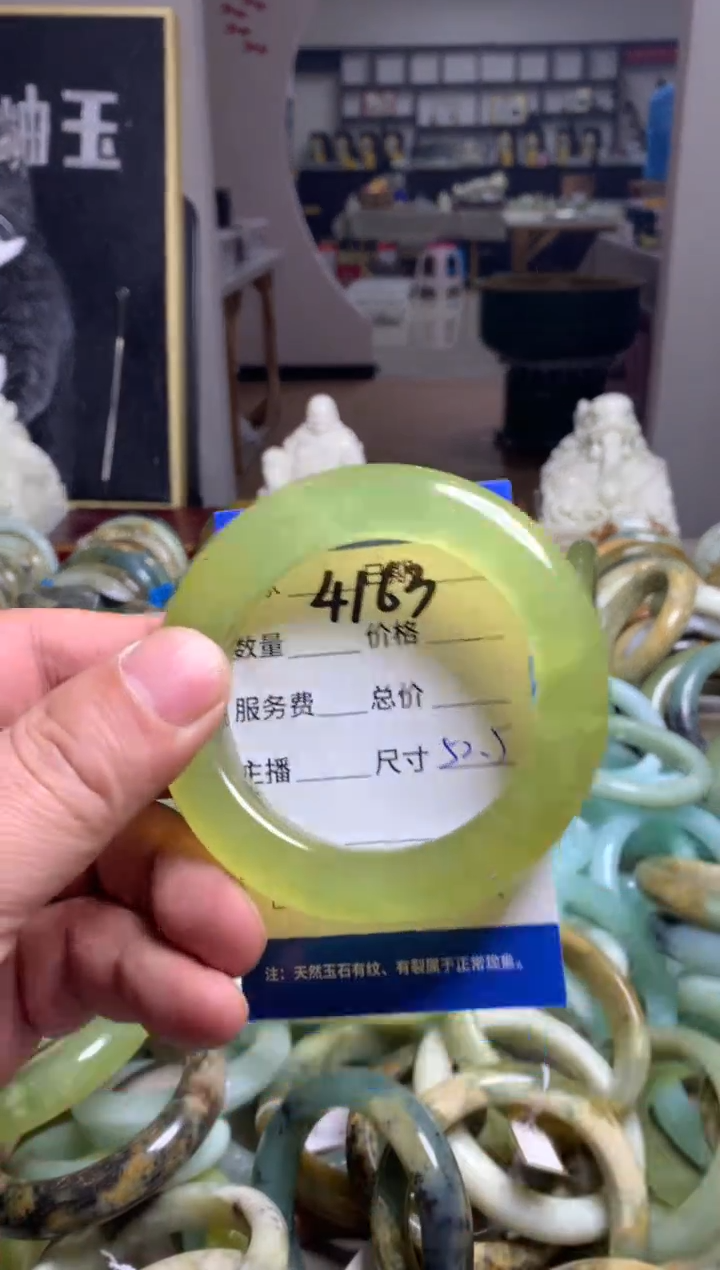 岫玉
4163
数量 价格
服务费 总价
主播 尺寸 52.5
注：天然玉石有纹、有裂属于正常现象。